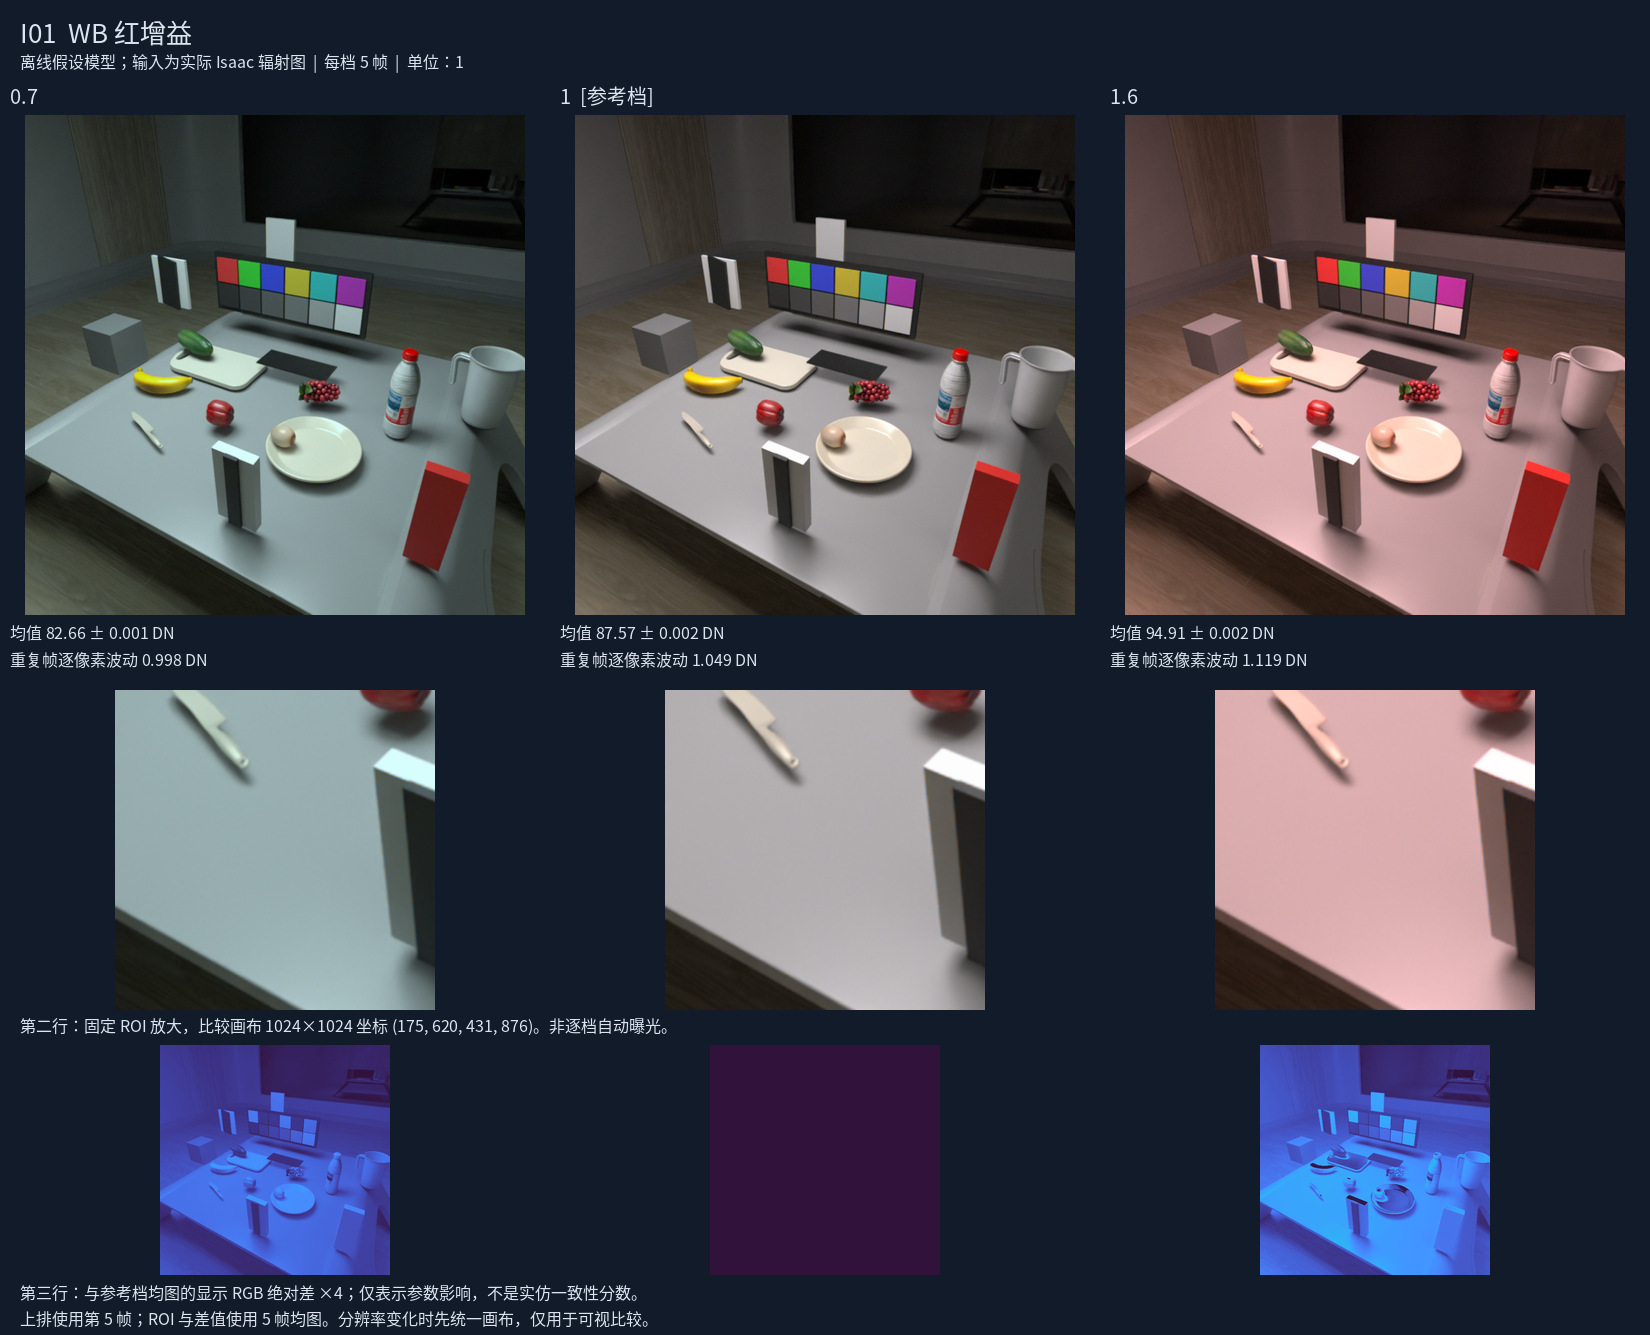 I01 WB 红增益
离线假设模型；输入为实际 Isaac 辐射图 | 每档 5 帧 | 单位：1
0.7
1 [参考档]
1.6
均值 82.66 ± 0.001 DN
重复帧逐像素波动 0.998 DN
均值 87.57 ± 0.002 DN
重复帧逐像素波动 1.049 DN
均值 94.91 ± 0.002 DN
重复帧逐像素波动 1.119 DN
第二行：固定 ROI 放大，比较画布 1024×1024 坐标 (175, 620, 431, 876)。非逐档自动曝光。
第三行：与参考档均图的显示 RGB 绝对差 ×4；仅表示参数影响，不是实仿一致性分数。
上排使用第 5 帧；ROI 与差值使用 5 帧均图。分辨率变化时先统一画布，仅用于可视比较。